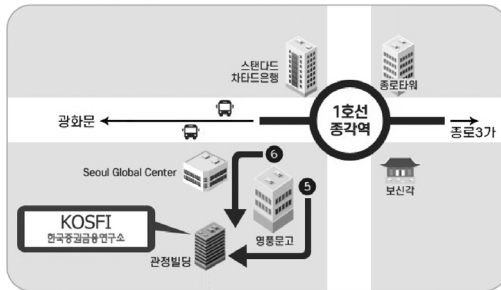 스탠다드
차타드은행
종로타워
1호선
종각역
광화문
종로3가
6
Seoul Global Center
5
보신각
KOSFI
한국증권금융연구소
영풍문고
관정빌딩